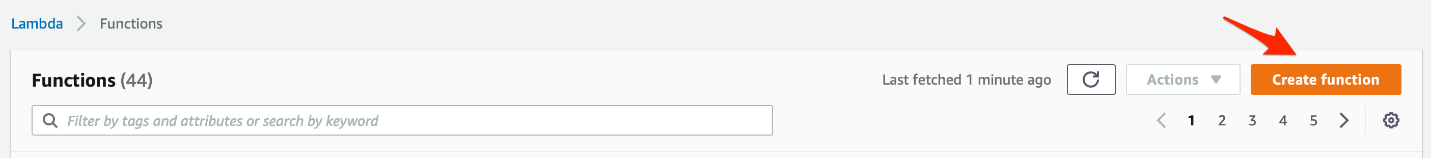 Lambda > Functions
Functions (44)
Last fetched 1 minute ago
Actions
Create function
Filter by tags and attributes or search by keyword
1 2 3 4 5